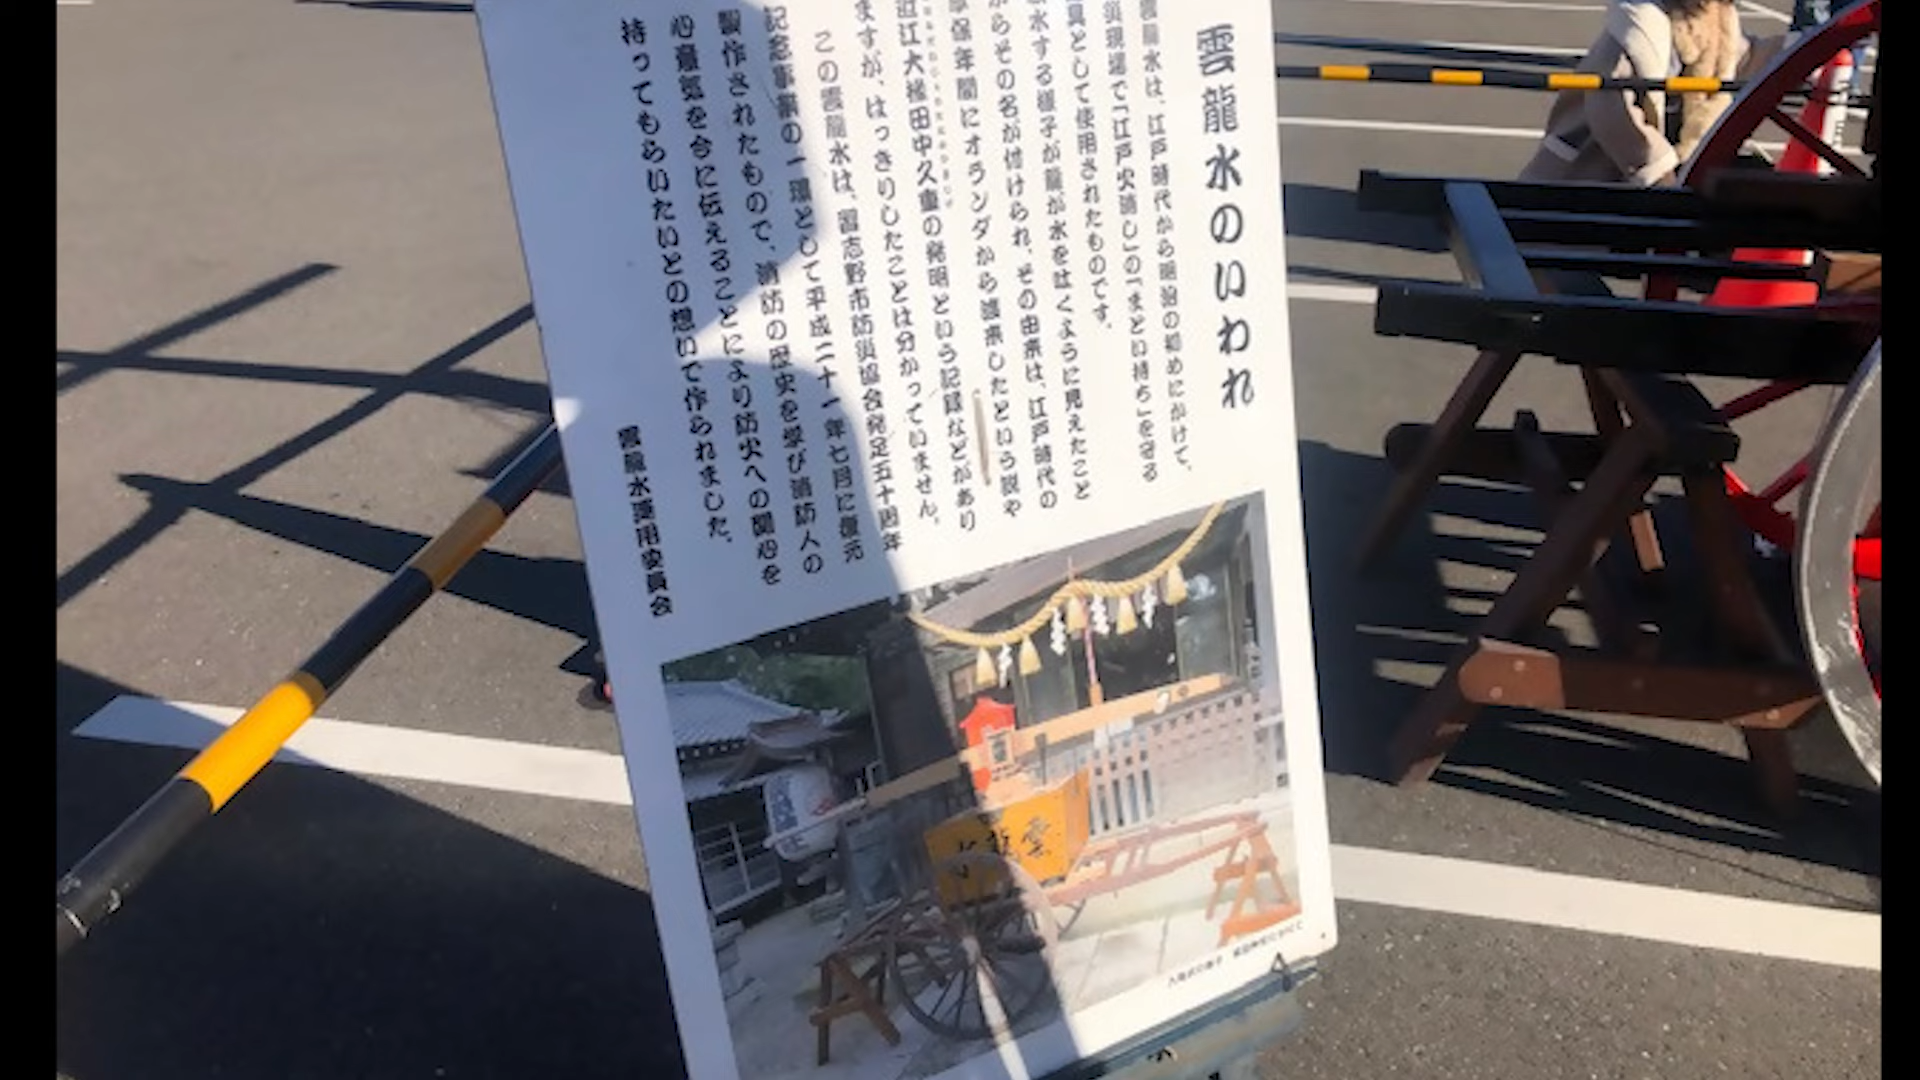 雲龍水のいわれ
雲龍水は、江戸時代から明治の初めにかけて、
災現場で「江戸火消し」の「まとい持ち」を守る
具として使用されたものです。
水する様子が龍が水をはくように見えたこと
らその名が付けられ、その由来は、江戸時代の
保年間にオランダから渡来したという説や
近江大掾田中久重の発明という記録などがあり
ますが、はっきりしたことは分かっていません。
この雲龍水は、習志野市防災協会発足五十周年
記念事業の一環として平成二十一年七月に復元
製作されたもので、消防の歴史を学び消防人の
心意気を今に伝えることにより防火への関心を
持ってもらいたいとの想いで作られました。
雲龍水運用委員会
雲龍水